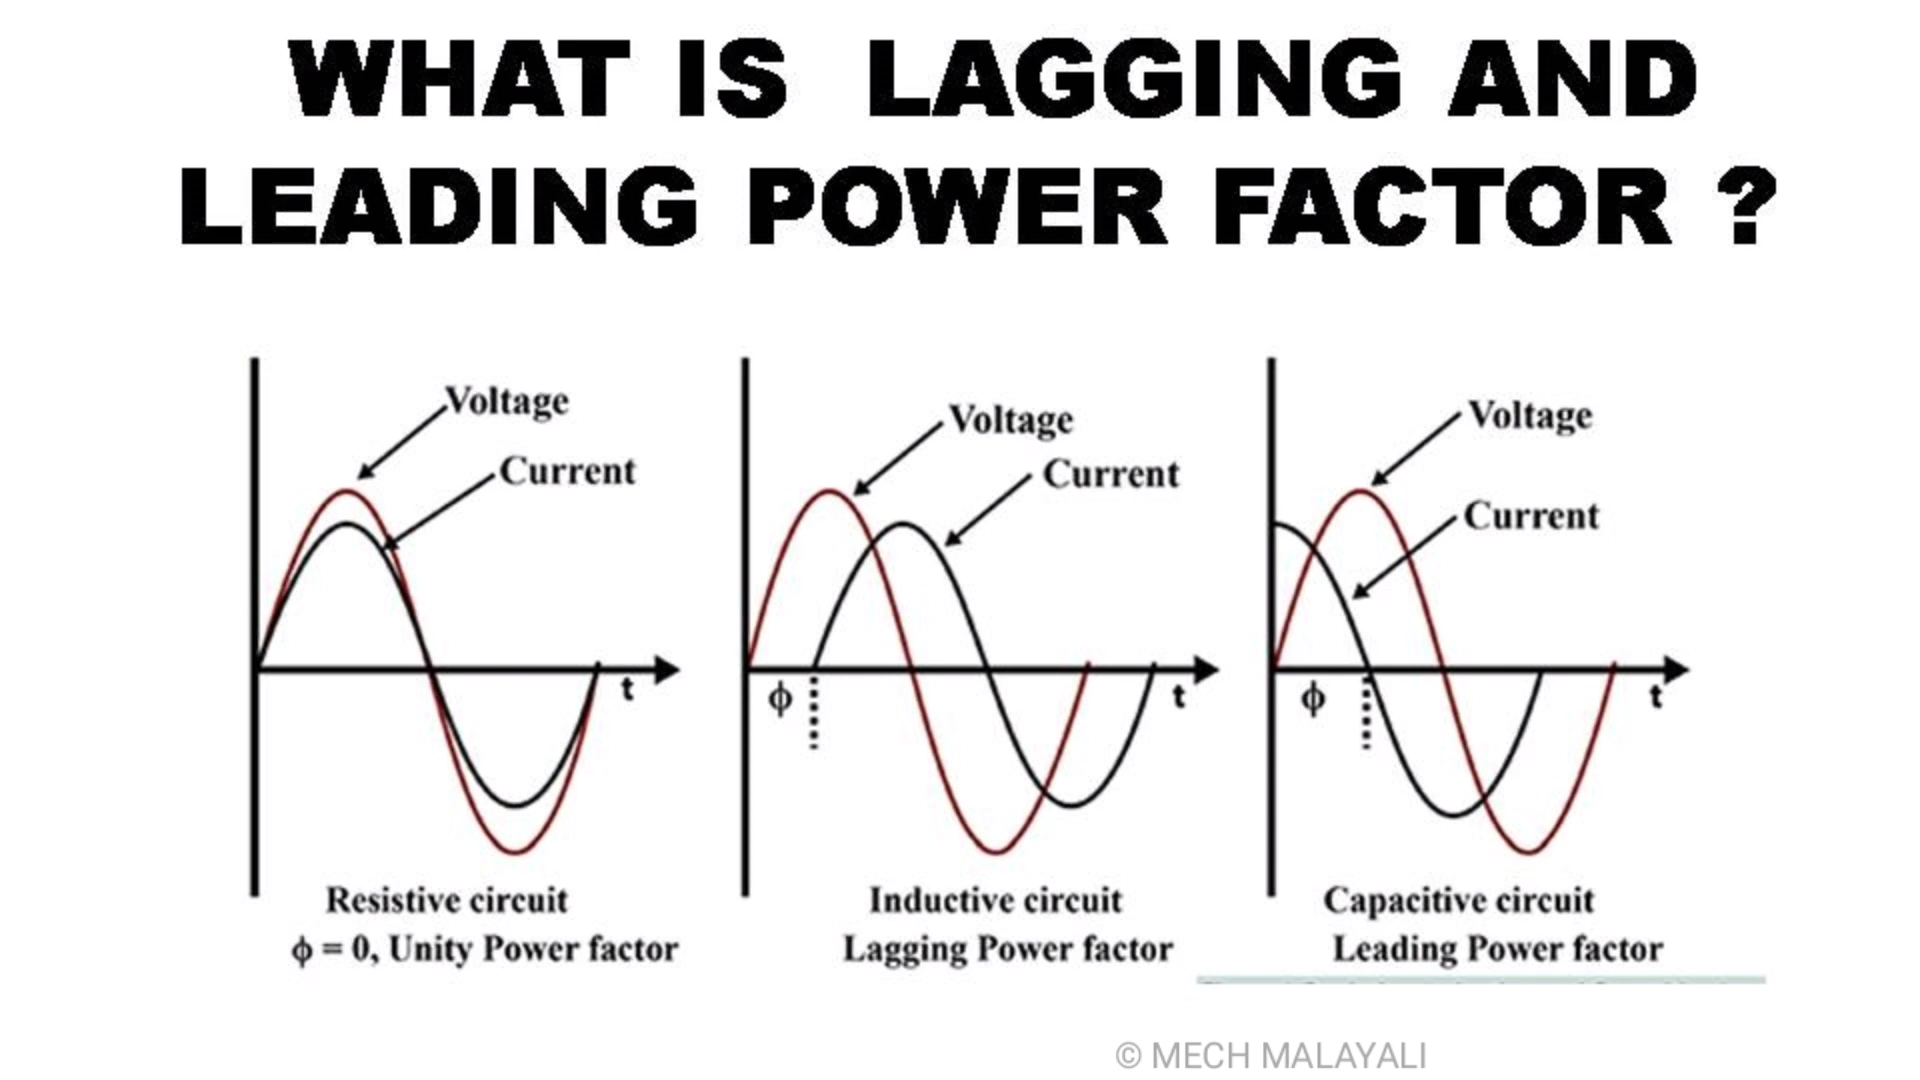 WHAT IS LAGGING AND
LEADING POWER FACTOR ?
Voltage
Current
t
Resistive circuit
ϕ = 0, Unity Power factor
Voltage
Current
ϕ
t
Inductive circuit
Lagging Power factor
Voltage
Current
ϕ
t
Capacitive circuit
Leading Power factor
© MECH MALAYALI